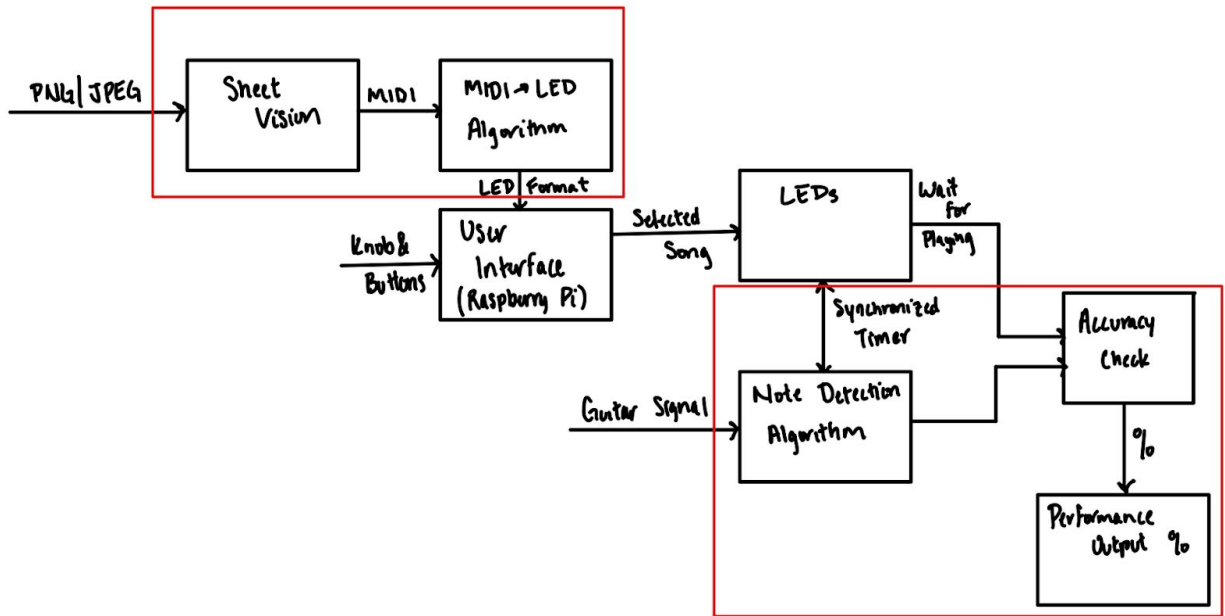 PNG/JPEG
Sheet
Vision
MIDI
MIDI→LED
Algorithm
LED Format
Knob&
Buttons
User
Interface
(Raspberry Pi)
Selected
Song
LEDs
Wait
for
Playing
Synchronized
Timer
Guitar Signal
Note Detection
Algorithm
Accuracy
Check
%
Performance
Output %